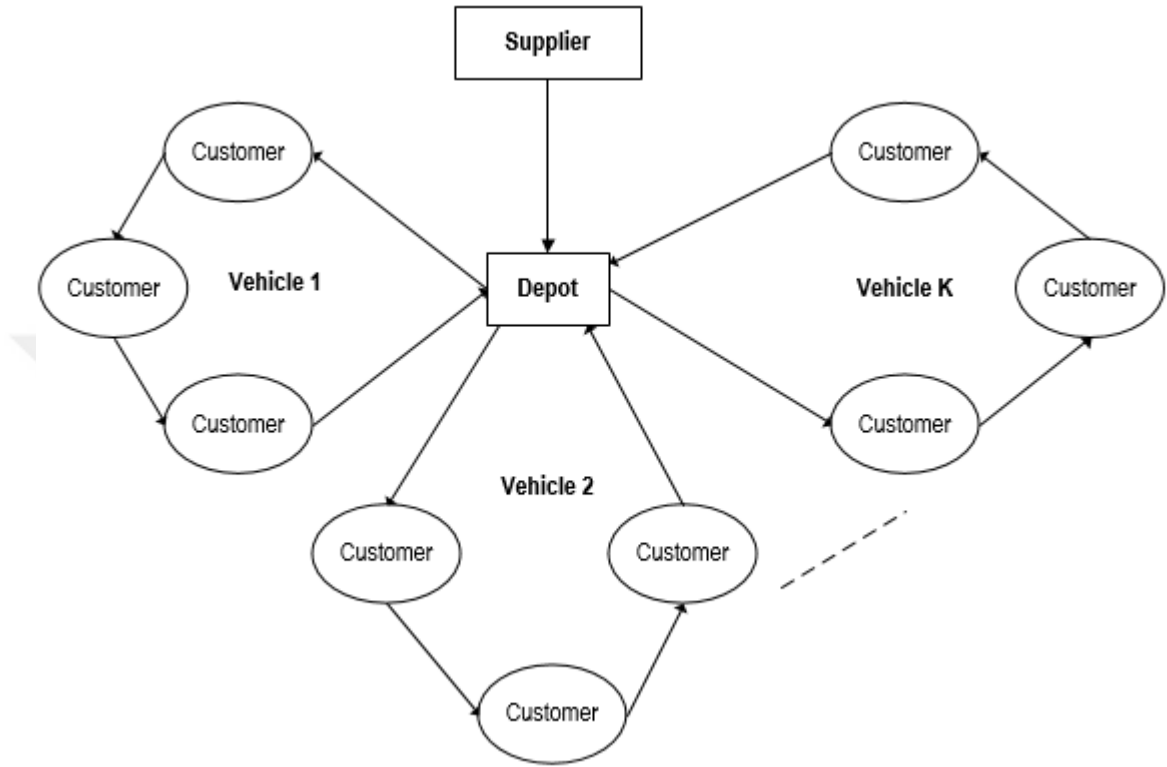 Supplier
Customer
Customer
Customer
Vehicle 1
Depot
Vehicle K
Customer
Customer
Customer
Vehicle 2
Customer
Customer
Customer